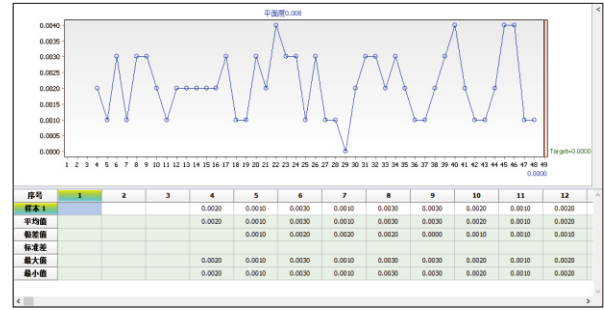 平面度0.008
0.0040
0.0035
0.0030
0.0025
0.0020
0.0015
0.0010
0.0005
0.0000
Target=0.0000
1 2 3 4 5 6 7 8 9 10 11 12 13 14 15 16 17 18 19 20 21 22 23 24 25 26 27 28 29 30 31 32 33 34 35 36 37 38 39 40 41 42 43 44 45 46 47 48 49
0.0000
序号 1 2 3 4 5 6 7 8 9 10 11 12
样本 1 0.0020 0.0010 0.0030 0.0010 0.0030 0.0030 0.0020 0.0010 0.0020
平均值 0.0020 0.0010 0.0030 0.0010 0.0030 0.0030 0.0020 0.0010 0.0020
偏差值 0.0010 0.0020 0.0020 0.0020 0.0000 0.0010 0.0010 0.0010
标准差
最大值 0.0020 0.0010 0.0030 0.0010 0.0030 0.0030 0.0020 0.0010 0.0020
最小值 0.0020 0.0010 0.0030 0.0010 0.0030 0.0030 0.0020 0.0010 0.0020